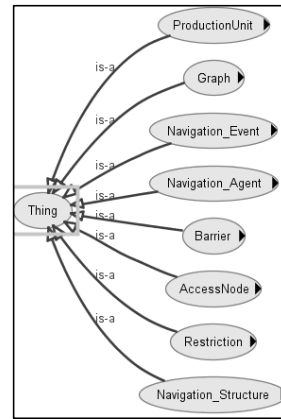 ProductionUnit
is-a
Graph
is-a
Navigation_Event
is-a
Navigation_Agent
is-a
Thing
is-a
Barrier
is-a
AccessNode
is-a
Restriction
is-a
Navigation_Structure